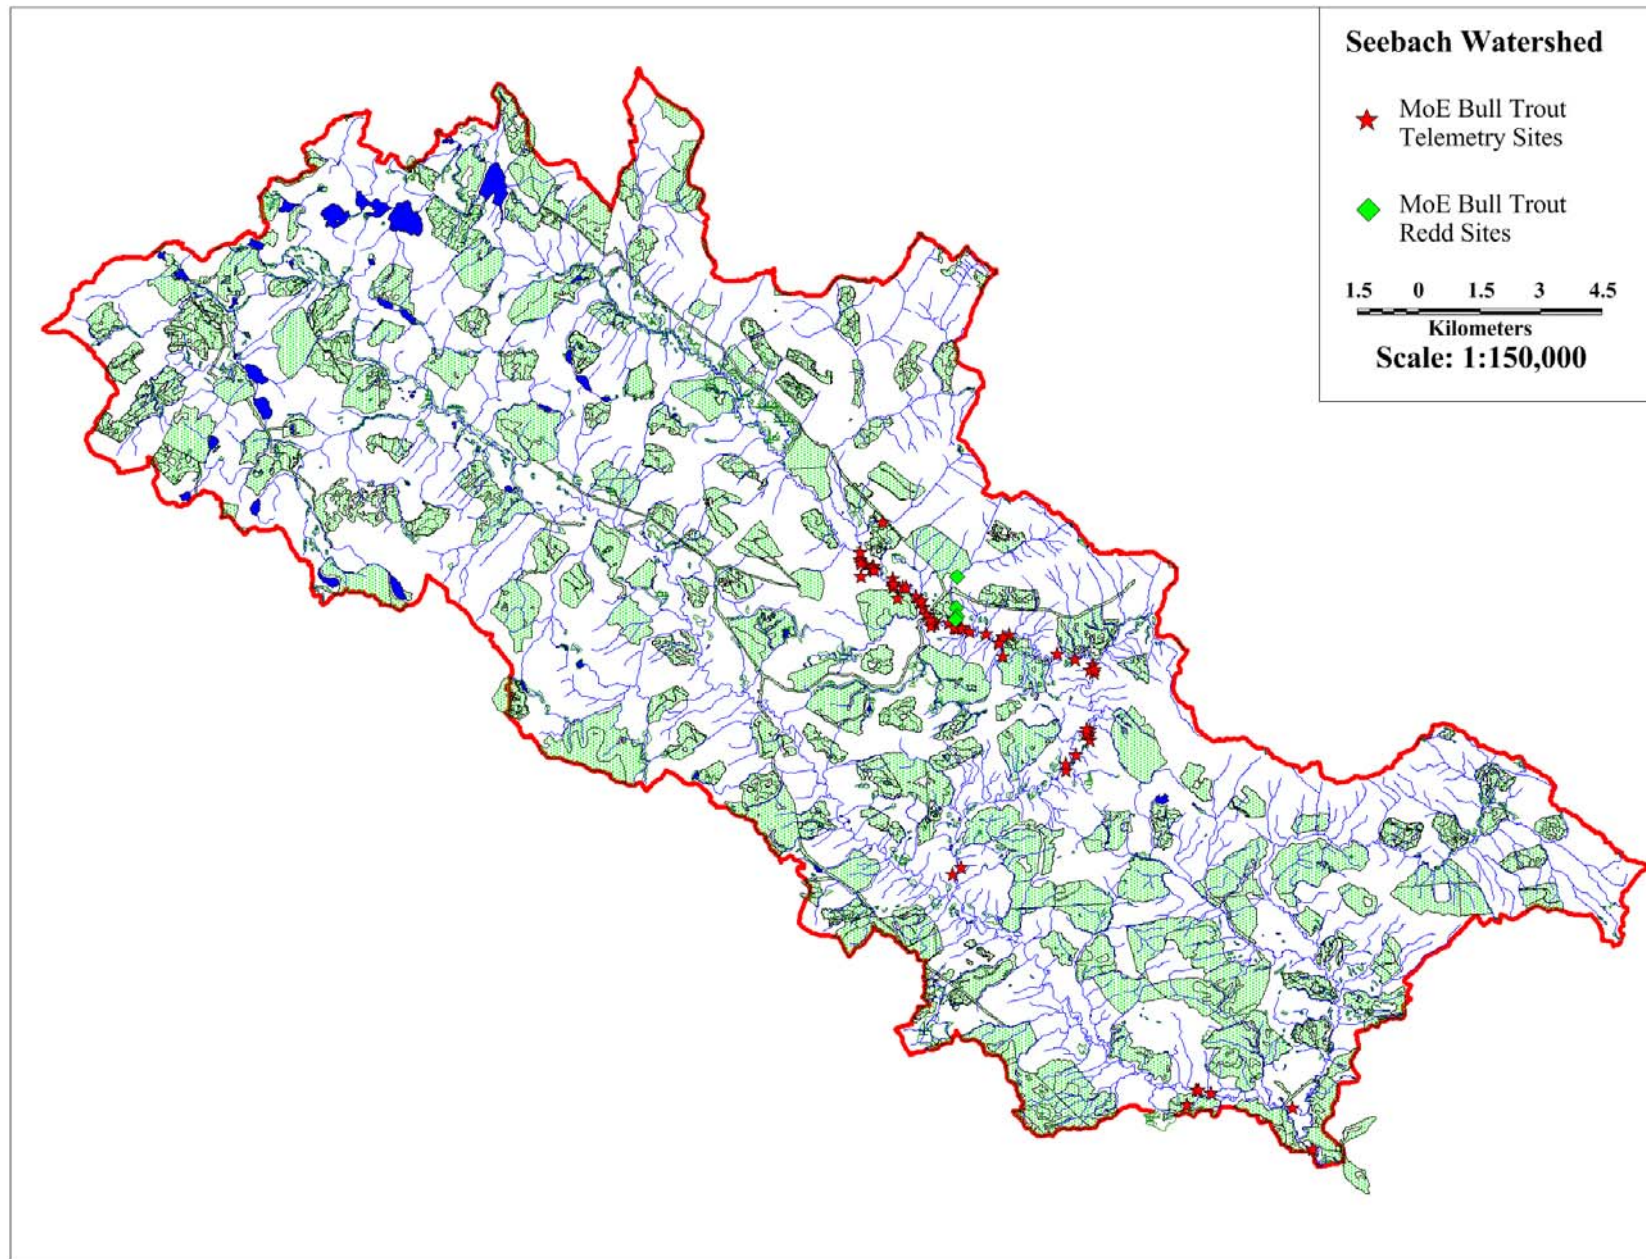 Seebach Watershed
MoE Bull Trout
Telemetry Sites
MoE Bull Trout
Redd Sites
1.5 0 1.5 3 4.5
Kilometers
Scale: 1:150,000